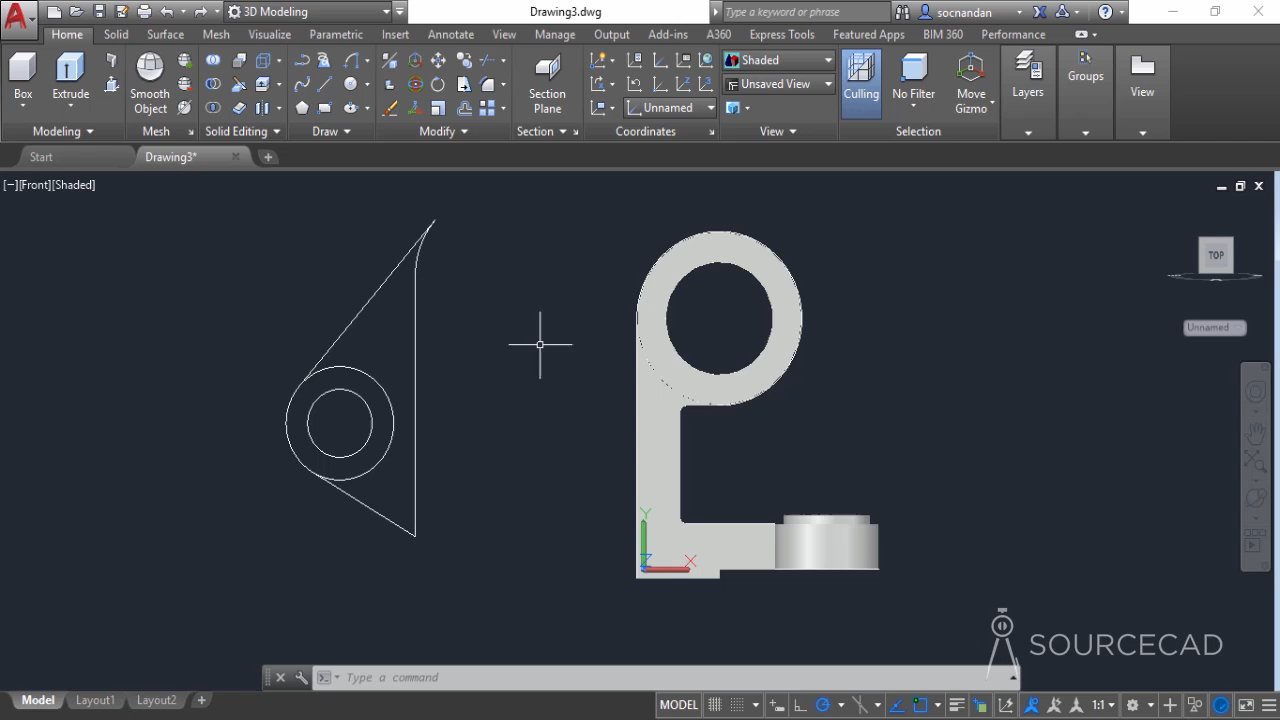 3D Modeling
Drawing3.dwg
Type a keyword or phrase
socnandan
Home Solid Surface Mesh Visualize Parametric Insert Annotate View Manage Output Add-ins A360 Express Tools Featured Apps BIM 360 Performance
Box
Extrude
Smooth
Object
Section
Plane
Shaded
Unsaved View
Unnamed
Culling
No Filter
Move
Gizmo
Layers
Groups
View
Modeling
Mesh
Solid Editing
Draw
Modify
Section
Coordinates
View
Selection
Start
Drawing3*
[−][Front][Shaded]
TOP
Unnamed
Y
Z
X
SOURCECAD
Type a command
Model Layout1 Layout2
MODEL
1:1